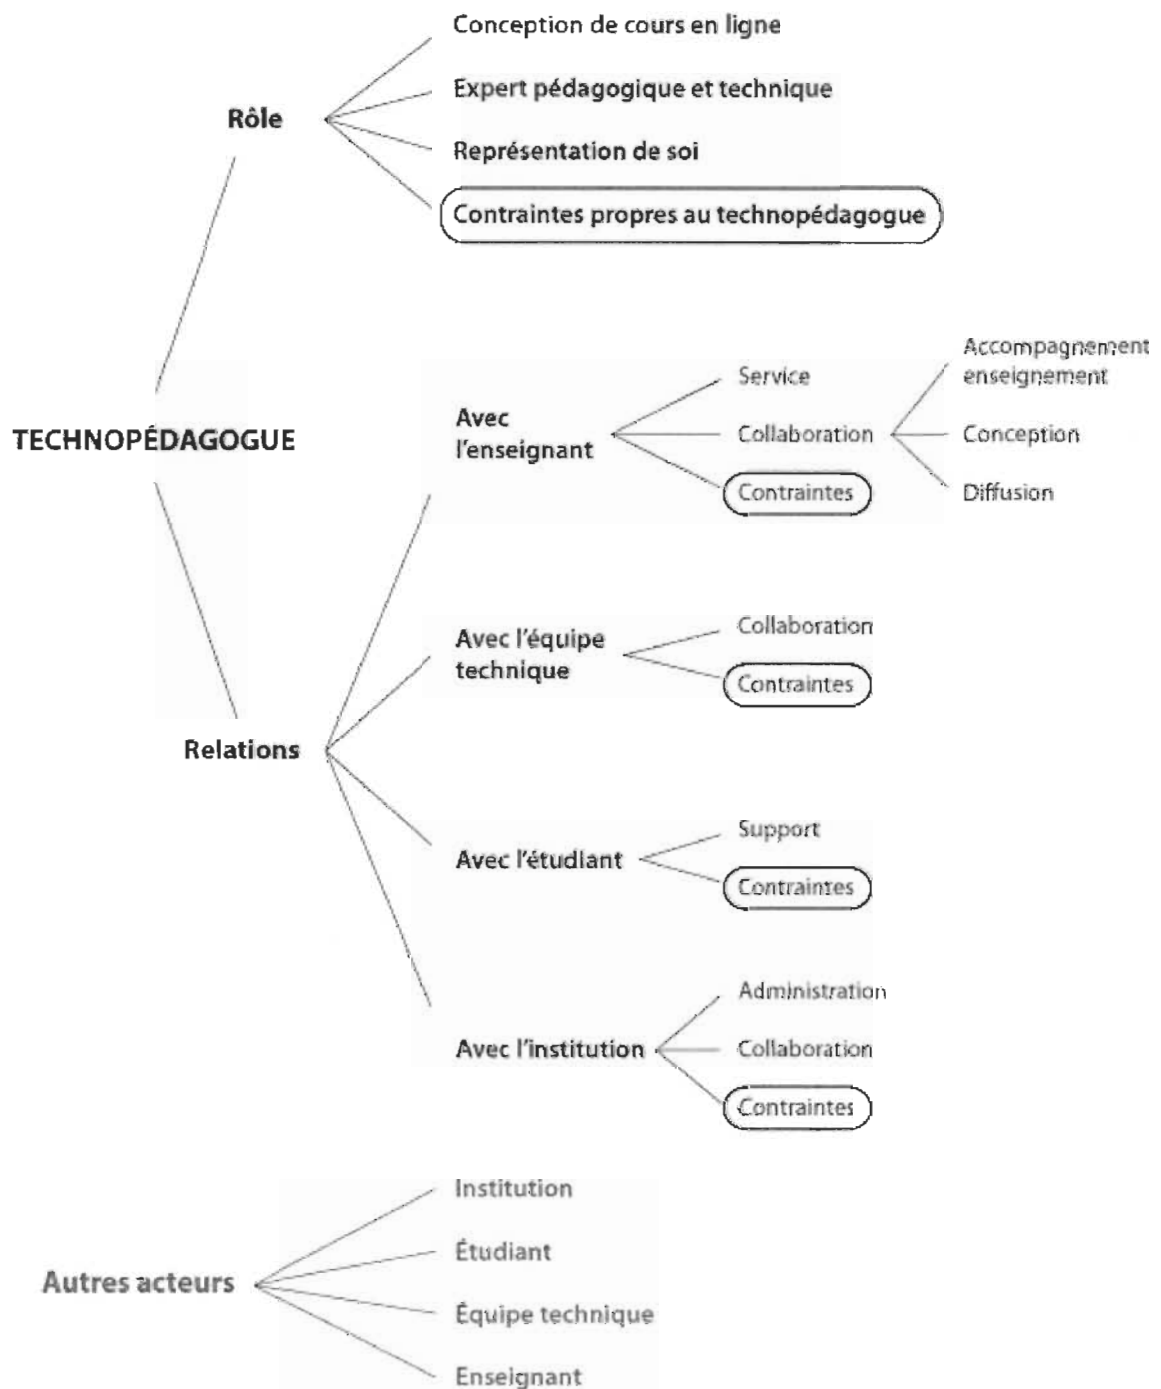 Conception de cours en ligne
Expert pédagogique et technique
Rôle
Représentation de soi
Contraintes propres au technopédagogue
Accompagnement
enseignement
Service
Avec
l'enseignant
TECHNOPÉDAGOGUE
Collaboration
Conception
Contraintes
Diffusion
Collaboration
Avec l'équipe
technique
Contraintes
Relations
Support
Avec l'étudiant
Contraintes
Administration
Avec l'institution
Collaboration
Contraintes
Institution
Étudiant
Autres acteurs
Équipe technique
Enseignant